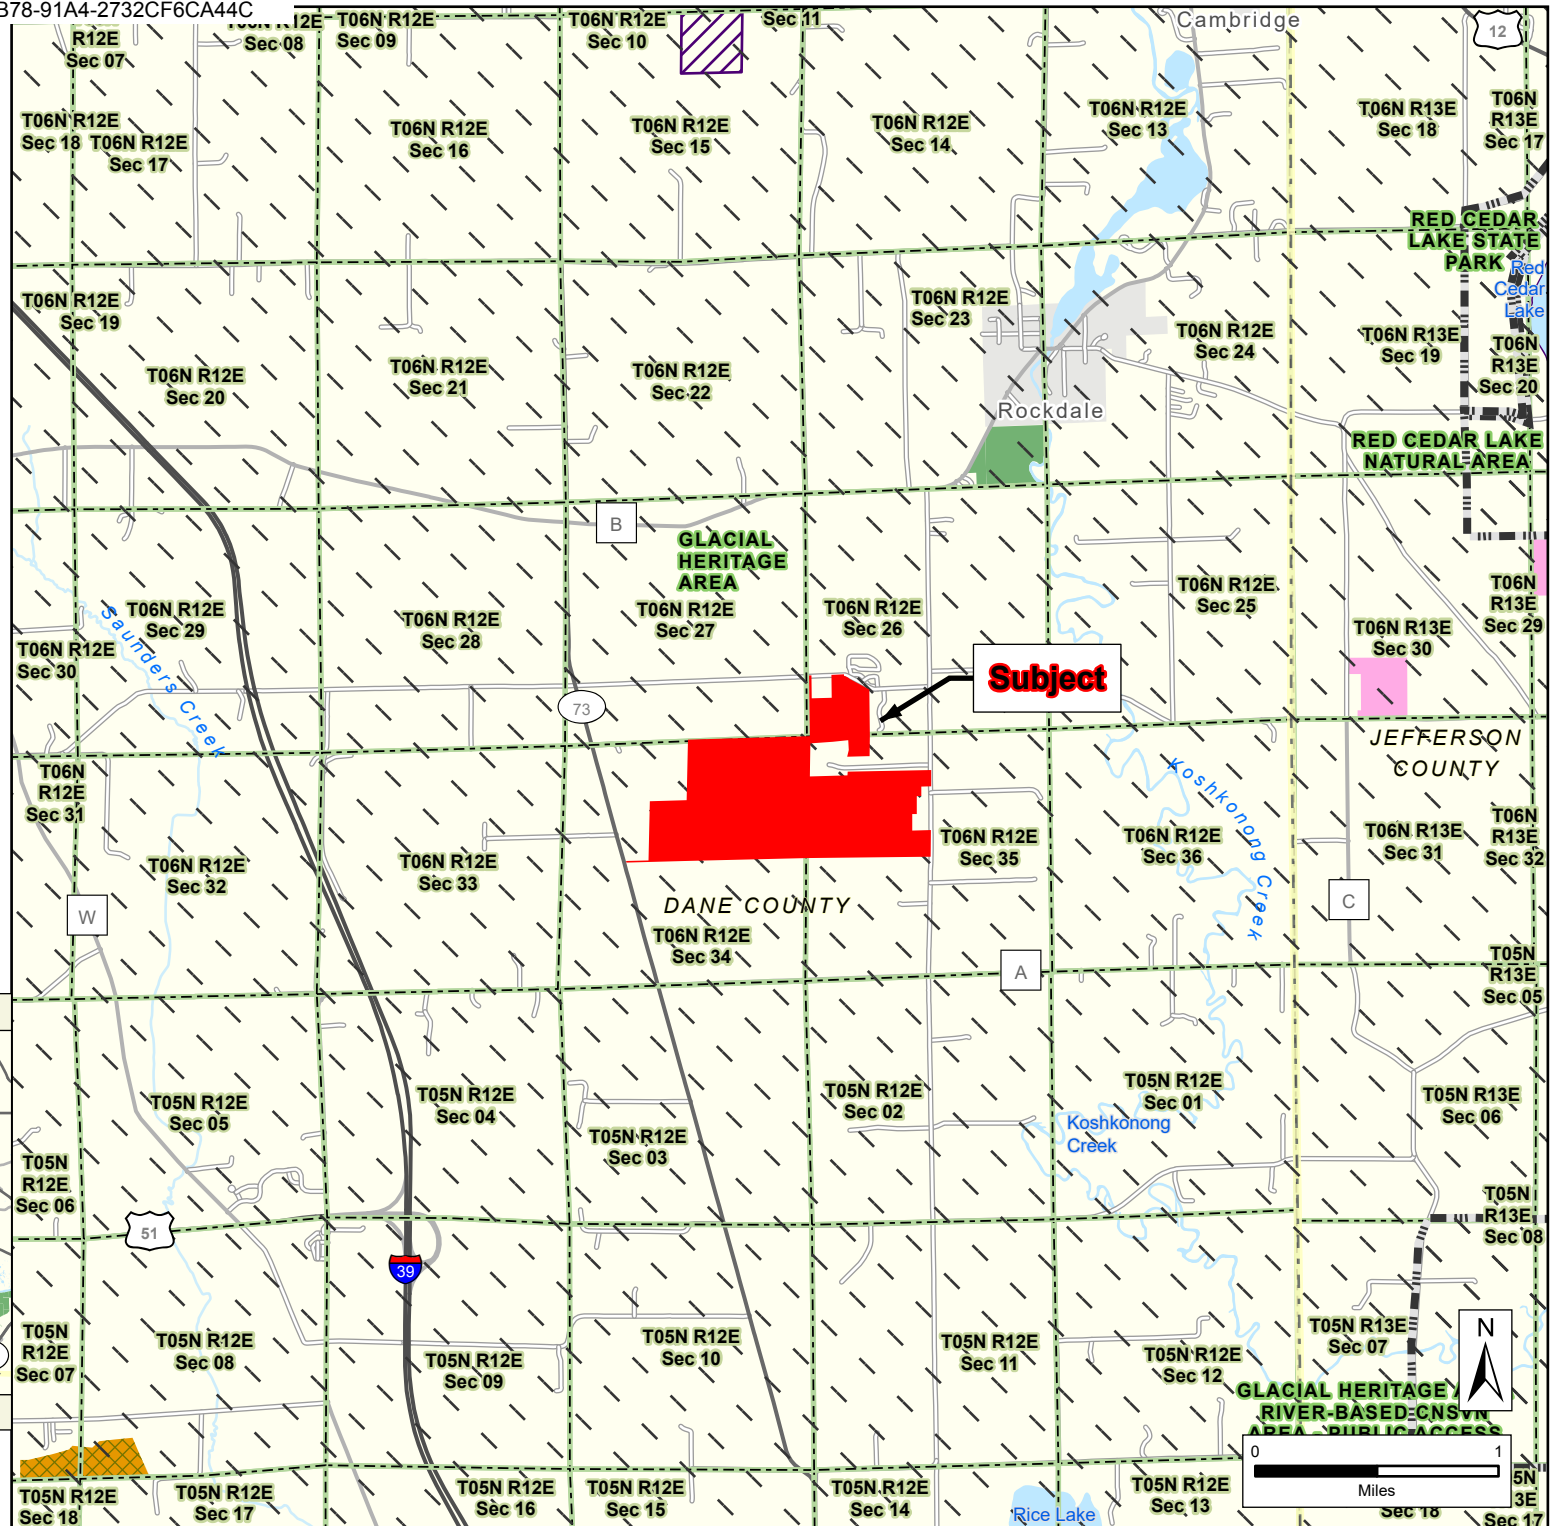 B78-91A4-2732CF6CA44C
R12E
Sec 07
T06N R12E
Sec 08
T06N R12E
Sec 09
T06N R12E
Sec 10
Sec 11
Cambridge
12
T06N R12E
Sec 18
T06N R12E
Sec 17
T06N R12E
Sec 16
T06N R12E
Sec 15
T06N R12E
Sec 14
T06N R12E
Sec 13
T06N R13E
Sec 18
T06N
R13E
Sec 17
RED CEDAR
LAKE STATE
PARK
Red
Cedar
Lake
T06N R12E
Sec 19
T06N R12E
Sec 20
T06N R12E
Sec 21
T06N R12E
Sec 22
T06N R12E
Sec 23
T06N R12E
Sec 24
T06N R13E
Sec 19
T06N
R13E
Sec 20
Rockdale
RED CEDAR LAKE
NATURAL AREA
B
GLACIAL
HERITAGE
AREA
T06N R12E
Sec 30
T06N R12E
Sec 29
Saunders Creek
T06N R12E
Sec 28
T06N R12E
Sec 27
T06N R12E
Sec 26
T06N R12E
Sec 25
T06N R13E
Sec 30
T06N
R13E
Sec 29
Subject
73
JEFFERSON
COUNTY
Koshkonong Creek
T06N
R12E
Sec 31
T06N R12E
Sec 32
T06N R12E
Sec 33
T06N R12E
Sec 35
T06N R12E
Sec 36
T06N R13E
Sec 31
T06N
R13E
Sec 32
W
C
DANE COUNTY
T06N R12E
Sec 34
A
T05N
R13E
Sec 05
T05N R12E
Sec 05
T05N R12E
Sec 04
T05N R12E
Sec 03
T05N R12E
Sec 02
T05N R12E
Sec 01
T05N R13E
Sec 06
Koshkonong
Creek
T05N
R12E
Sec 06
51
39
T05N
R13E
Sec 08
T05N
R12E
Sec 07
T05N R12E
Sec 08
T05N R12E
Sec 09
T05N R12E
Sec 10
T05N R12E
Sec 11
T05N R12E
Sec 12
T05N R13E
Sec 07
N
GLACIAL HERITAGE
RIVER-BASED CNSVN
AREA - PUBLIC ACCESS
0 1
Miles
T05N R12E
Sec 18
T05N R12E
Sec 17
T05N R12E
Sec 16
T05N R12E
Sec 15
T05N R12E
Sec 14
Rice Lake
T05N R12E
Sec 13
Sec 18
5N
3E
Sec 17